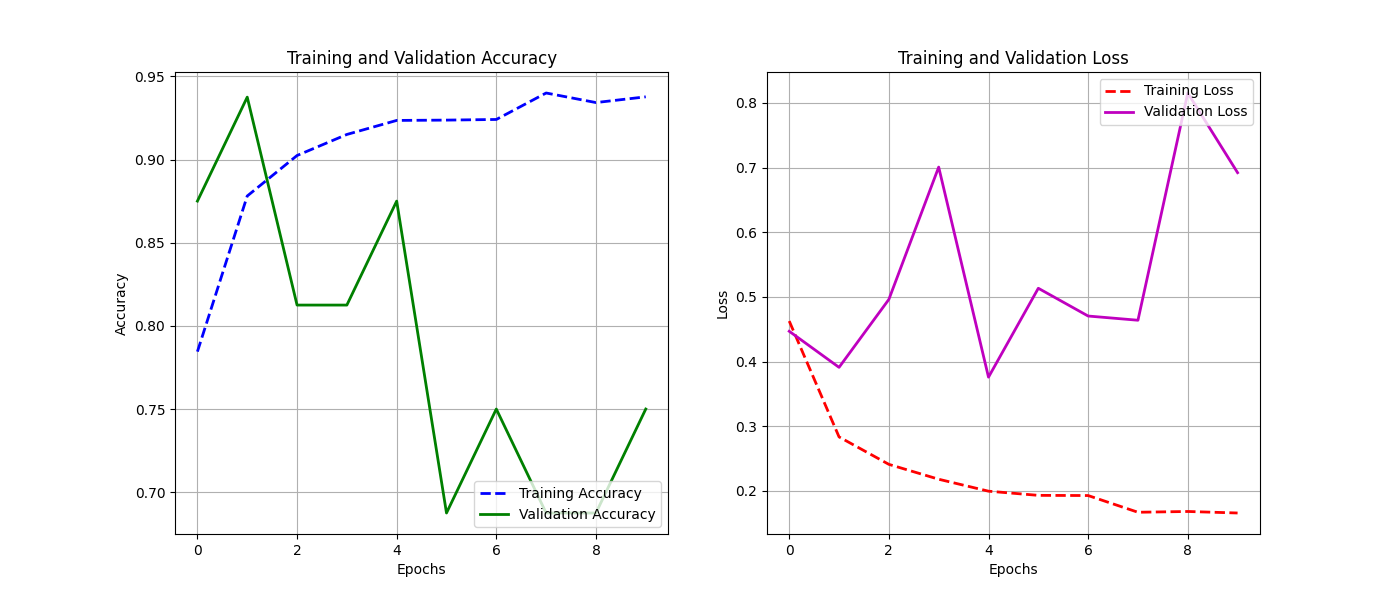 Training and Validation Accuracy
0.95
0.90
0.85
0.80
0.75
0.70
Accuracy
0 2 4 6 8
Epochs
Training Accuracy
Validation Accuracy
Training and Validation Loss
0.8
0.7
0.6
0.5
0.4
0.3
0.2
Loss
0 2 4 6 8
Epochs
Training Loss
Validation Loss